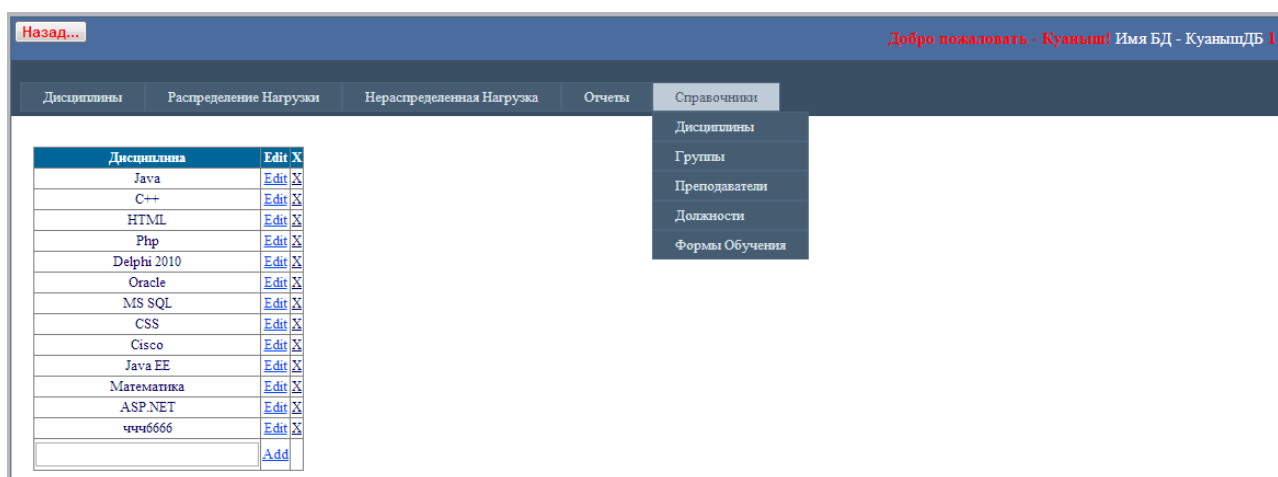 Назад...
Добро пожаловать - Куаныш! Имя БД - КуанышДБ 1
Дисциплины Распределение Нагрузки Нераспределенная Нагрузка Отчеты Справочники
Дисциплины
Группы
Преподаватели
Должности
Формы Обучения
Дисциплина Edit X
Java Edit X
C++ Edit X
HTML Edit X
Php Edit X
Delphi 2010 Edit X
Oracle Edit X
MS SQL Edit X
CSS Edit X
Cisco Edit X
Java EE Edit X
Математика Edit X
ASP.NET Edit X
ччч6666 Edit X
Add